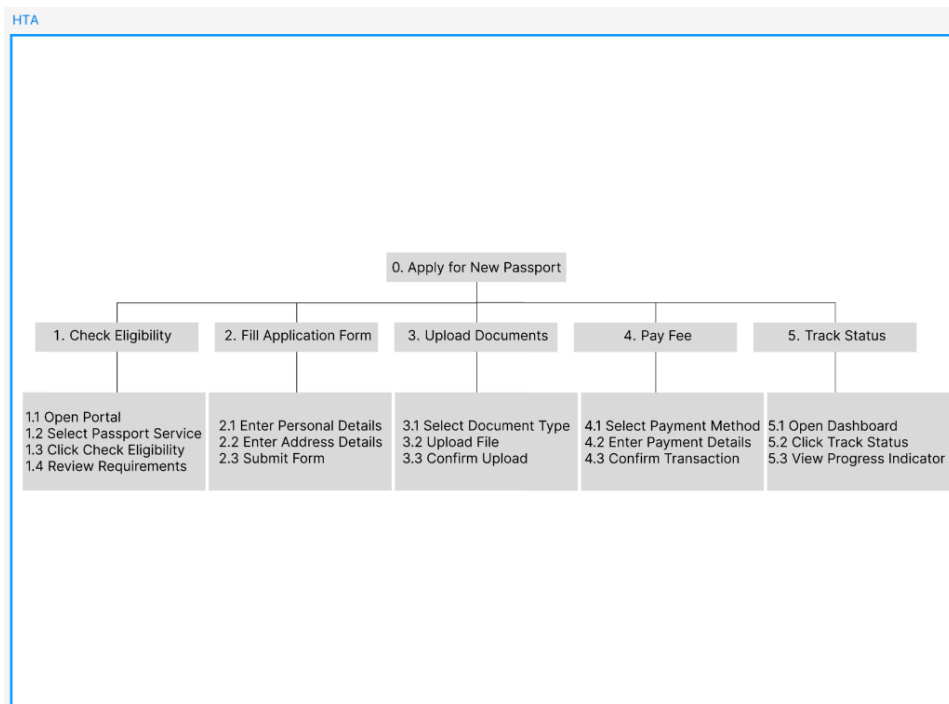 HTA
0. Apply for New Passport
1. Check Eligibility
2. Fill Application Form
3. Upload Documents
4. Pay Fee
5. Track Status
1.1 Open Portal
1.2 Select Passport Service
1.3 Click Check Eligibility
1.4 Review Requirements
2.1 Enter Personal Details
2.2 Enter Address Details
2.3 Submit Form
3.1 Select Document Type
3.2 Upload File
3.3 Confirm Upload
4.1 Select Payment Method
4.2 Enter Payment Details
4.3 Confirm Transaction
5.1 Open Dashboard
5.2 Click Track Status
5.3 View Progress Indicator